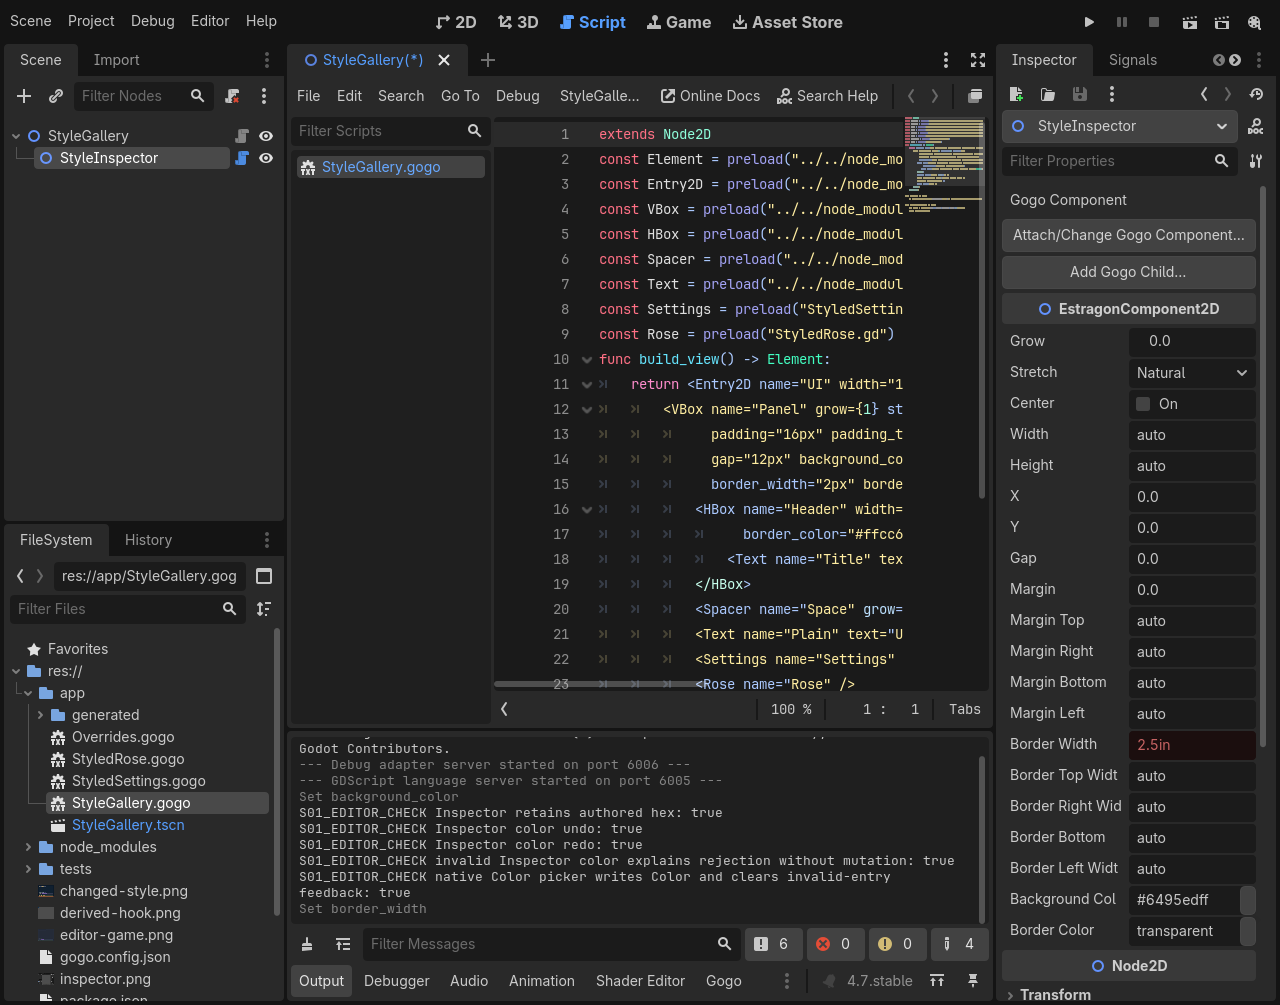 Scene Project Debug Editor Help
2D 3D Script Game Asset Store
Scene Import
Filter Nodes
StyleGallery
StyleInspector
FileSystem History
res://app/StyleGallery.gog
Filter Files
Favorites
res://
app
generated
Overrides.gogo
StyledRose.gogo
StyledSettings.gogo
StyleGallery.gogo
StyleGallery.tscn
node_modules
tests
changed-style.png
derived-hook.png
editor-game.png
gogo.config.json
inspector.png
package.json
StyleGallery(*)
File Edit Search Go To Debug StyleGalle... Online Docs Search Help
Filter Scripts
StyleGallery.gogo
1 extends Node2D
2 const Element = preload("../../node_mo
3 const Entry2D = preload("../../node_mo
4 const VBox = preload("../../node_modul
5 const HBox = preload("../../node_modul
6 const Spacer = preload("../../node_mod
7 const Text = preload("../../node_modul
8 const Settings = preload("StyledSettin
9 const Rose = preload("StyledRose.gd")
10 func build_view() -> Element:
11 return <Entry2D name="UI" width="1
12 <VBox name="Panel" grow={1} st
13 padding="16px" padding_t
14 gap="12px" background_co
15 border_width="2px" borde
16 <HBox name="Header" width=
17 border_color="#ffcc6
18 <Text name="Title" tex
19 </HBox>
20 <Spacer name="Space" grow=
21 <Text name="Plain" text="U
22 <Settings name="Settings"
23 <Rose name="Rose" />
100 % 1 : 1 Tabs
Godot Contributors.
--- Debug adapter server started on port 6006 ---
--- GDScript language server started on port 6005 ---
Set background_color
S01_EDITOR_CHECK Inspector retains authored hex: true
S01_EDITOR_CHECK Inspector color undo: true
S01_EDITOR_CHECK Inspector color redo: true
S01_EDITOR_CHECK invalid Inspector color explains rejection without mutation: true
S01_EDITOR_CHECK native Color picker writes Color and clears invalid-entry
feedback: true
Set border_width
Filter Messages 6 0 0 4
Output Debugger Audio Animation Shader Editor Gogo 4.7.stable
Inspector Signals
StyleInspector
Filter Properties
Gogo Component
Attach/Change Gogo Component...
Add Gogo Child...
EstragonComponent2D
Grow 0.0
Stretch Natural
Center On
Width auto
Height auto
X 0.0
Y 0.0
Gap 0.0
Margin 0.0
Margin Top auto
Margin Right auto
Margin Bottom auto
Margin Left auto
Border Width 2.5in
Border Top Widt auto
Border Right Wid auto
Border Bottom auto
Border Left Widt auto
Background Col #6495edff
Border Color transparent
Node2D
Transform